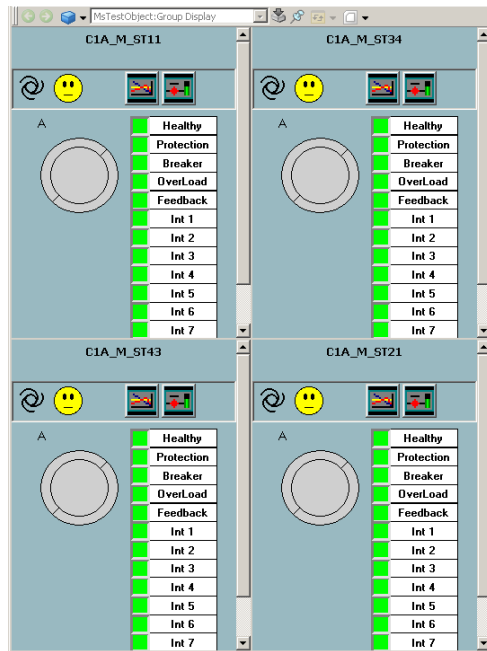 MsTestObject:Group Display
C1A_M_ST11
A
Healthy
Protection
Breaker
OverLoad
Feedback
Int 1
Int 2
Int 3
Int 4
Int 5
Int 6
Int 7
C1A_M_ST34
A
Healthy
Protection
Breaker
OverLoad
Feedback
Int 1
Int 2
Int 3
Int 4
Int 5
Int 6
Int 7
C1A_M_ST43
A
Healthy
Protection
Breaker
OverLoad
Feedback
Int 1
Int 2
Int 3
Int 4
Int 5
Int 6
Int 7
C1A_M_ST21
A
Healthy
Protection
Breaker
OverLoad
Feedback
Int 1
Int 2
Int 3
Int 4
Int 5
Int 6
Int 7